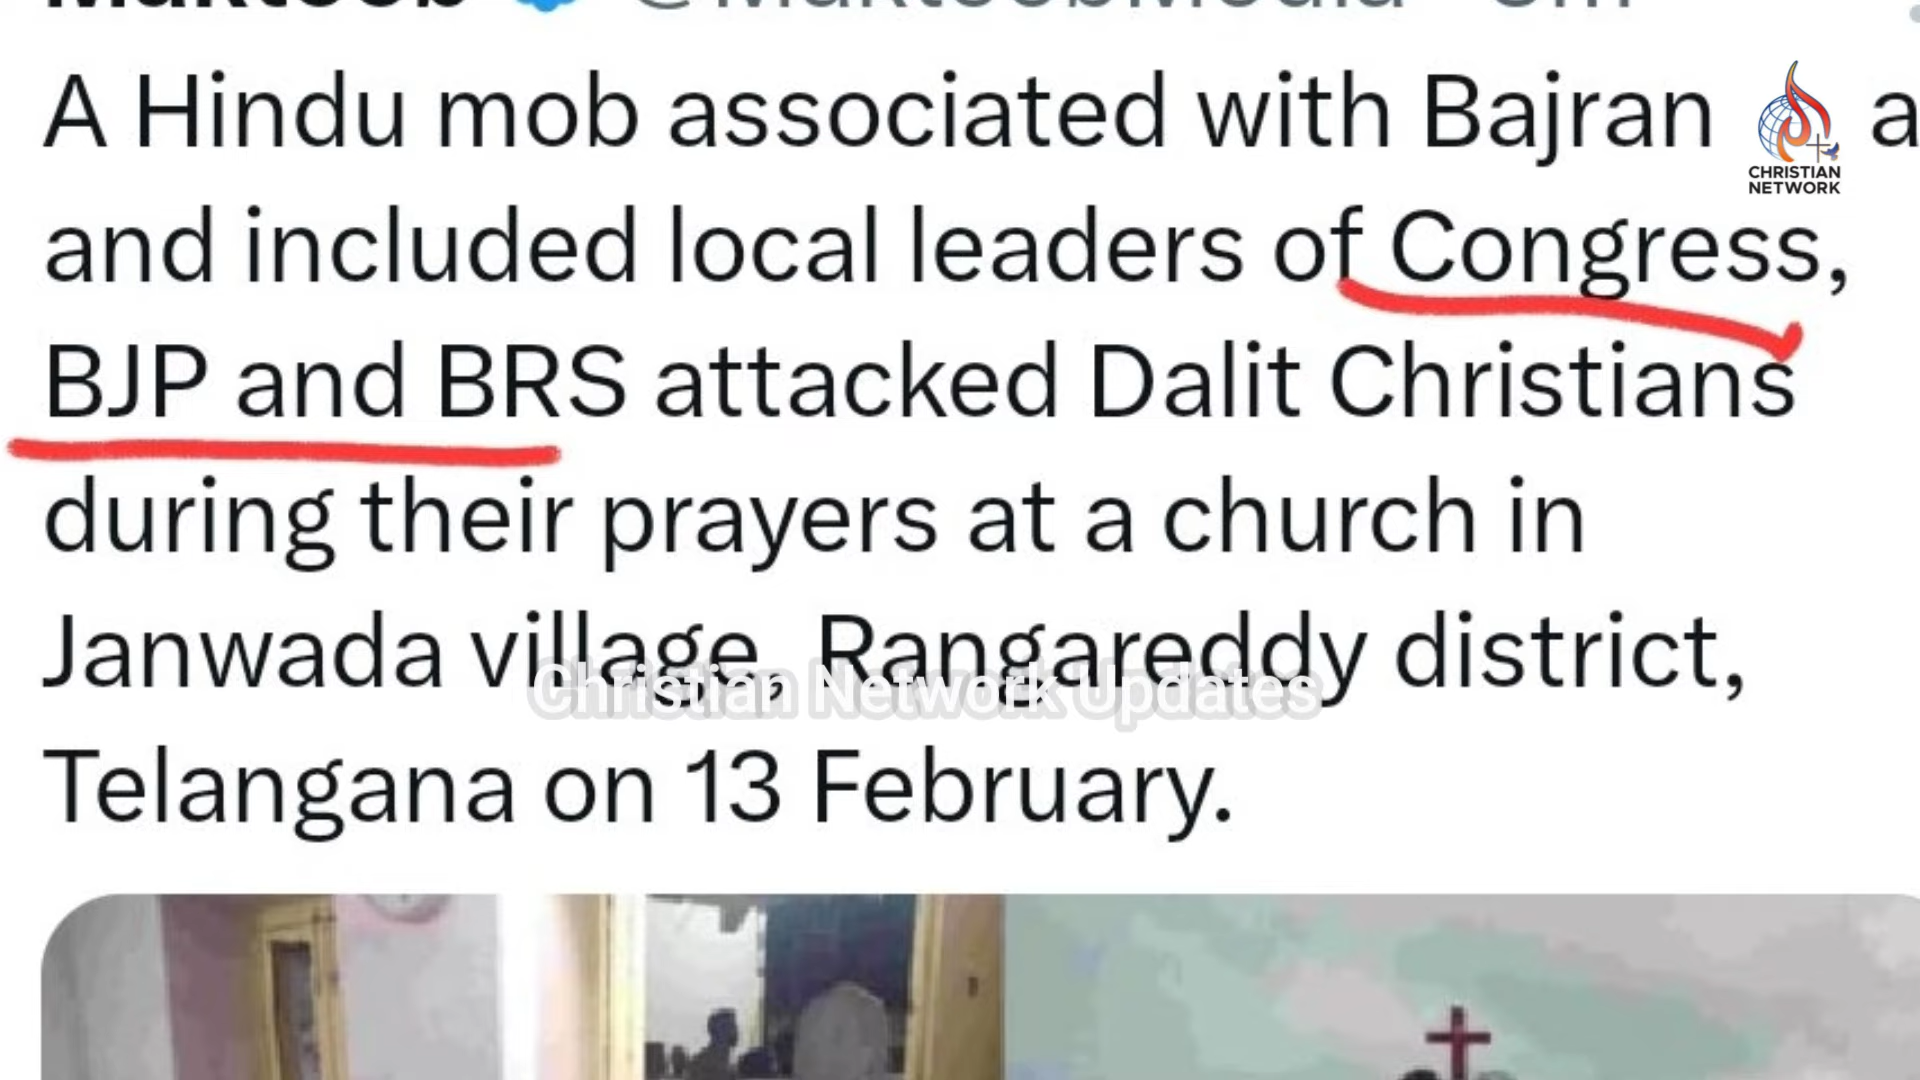 A Hindu mob associated with Bajran a
CHRISTIAN
NETWORK
and included local leaders of Congress,
BJP and BRS attacked Dalit Christians
during their prayers at a church in
Janwada village, Rangareddy district,
Christian Network Updates
Telangana on 13 February.